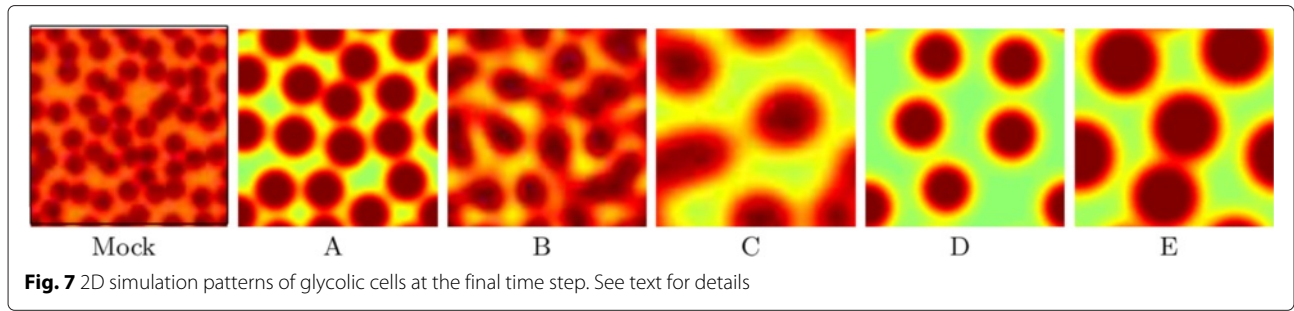 Mock A B C D E
Fig. 7 2D simulation patterns of glycolic cells at the final time step. See text for details